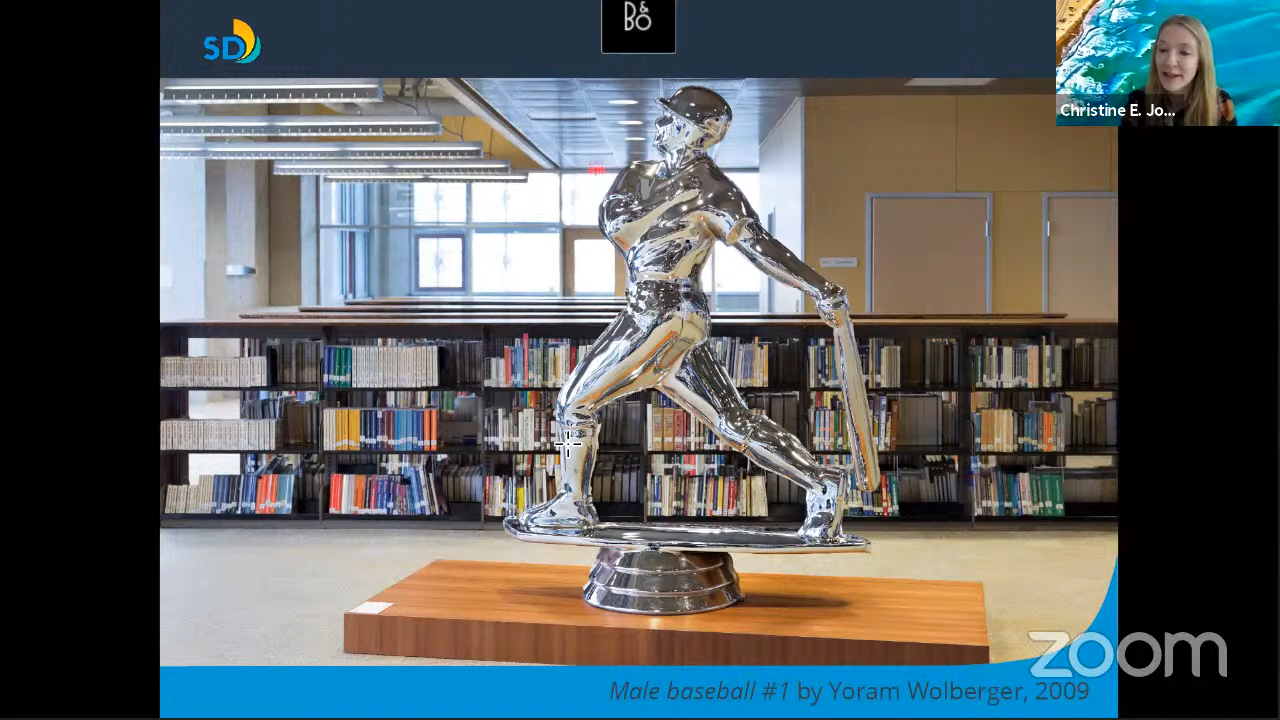 SD
B&O
Christine E. Jo...
zoom
Male baseball #1 by Yoram Wolberger, 2009